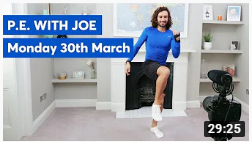 P.E. WITH JOE
Monday 30th March
29:25